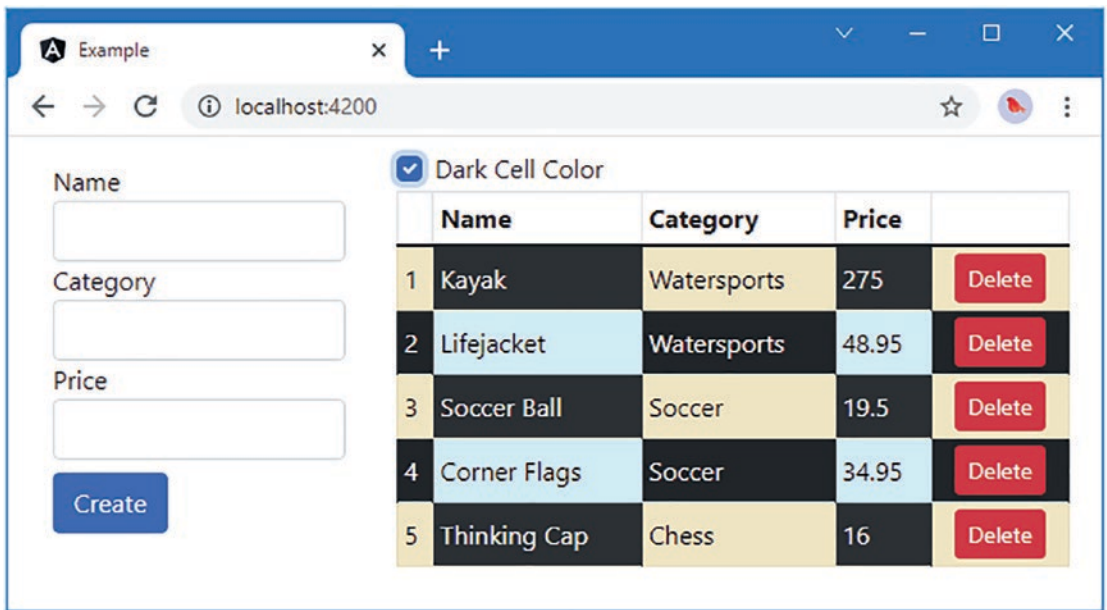 Example
localhost:4200
Name
Category
Price
Create
Dark Cell Color
Name Category Price
1 Kayak Watersports 275 Delete
2 Lifejacket Watersports 48.95 Delete
3 Soccer Ball Soccer 19.5 Delete
4 Corner Flags Soccer 34.95 Delete
5 Thinking Cap Chess 16 Delete